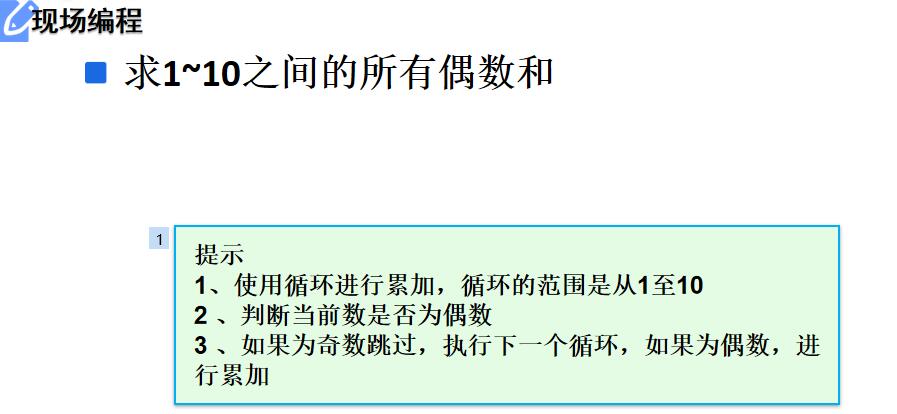 现场编程
求1~10之间的所有偶数和
1
提示
1、使用循环进行累加，循环的范围是从1至10
2 、判断当前数是否为偶数
3 、如果为奇数跳过，执行下一个循环，如果为偶数，进
行累加